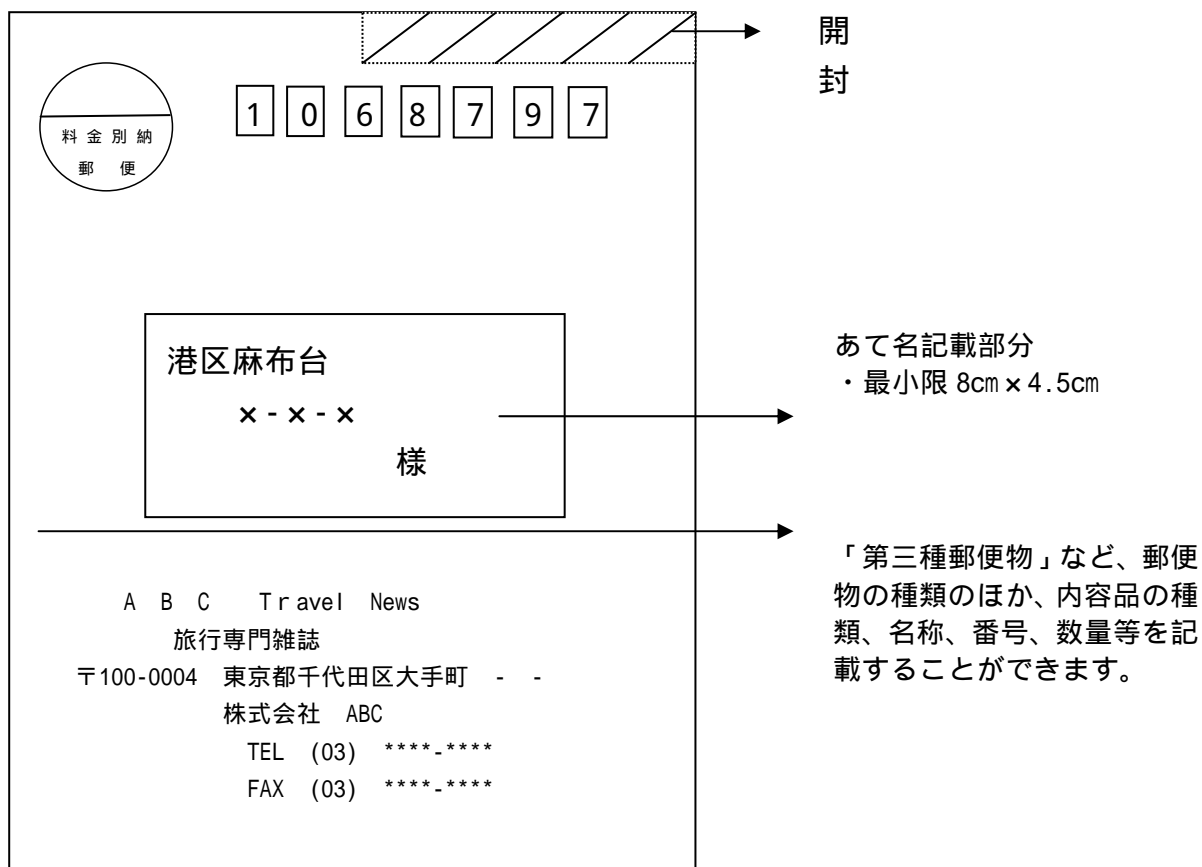 開
封
料金別納
郵 便
1 0 6 8 7 9 7
港区麻布台
×-×-×
様
あて名記載部分
・最小限 8㎝×4.5㎝
「第三種郵便物」など、郵便
物の種類のほか、内容品の種
類、名称、番号、数量等を記
載することができます。
A B C Travel News
旅行専門雑誌
〒100-0004 東京都千代田区大手町 - -
株式会社 ABC
TEL (03) ****-****
FAX (03) ****-****